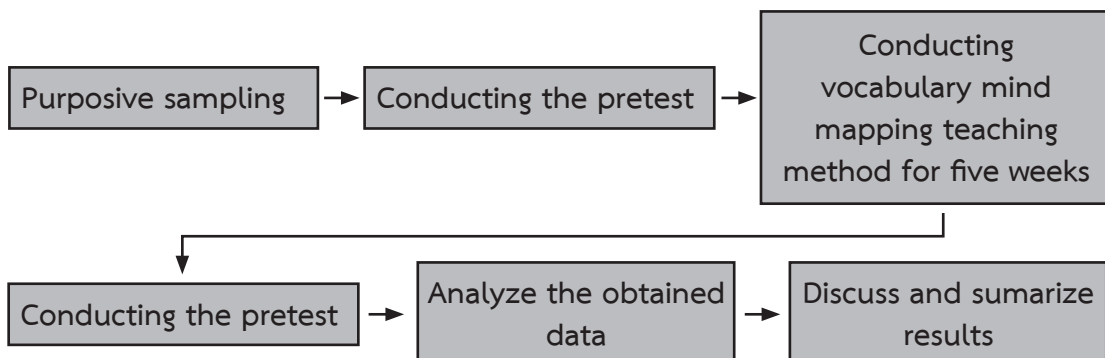 Purposive sampling
Conducting the pretest
Conducting
vocabulary mind
mapping teaching
method for five weeks
Conducting the pretest
Analyze the obtained
data
Discuss and sumarize
results